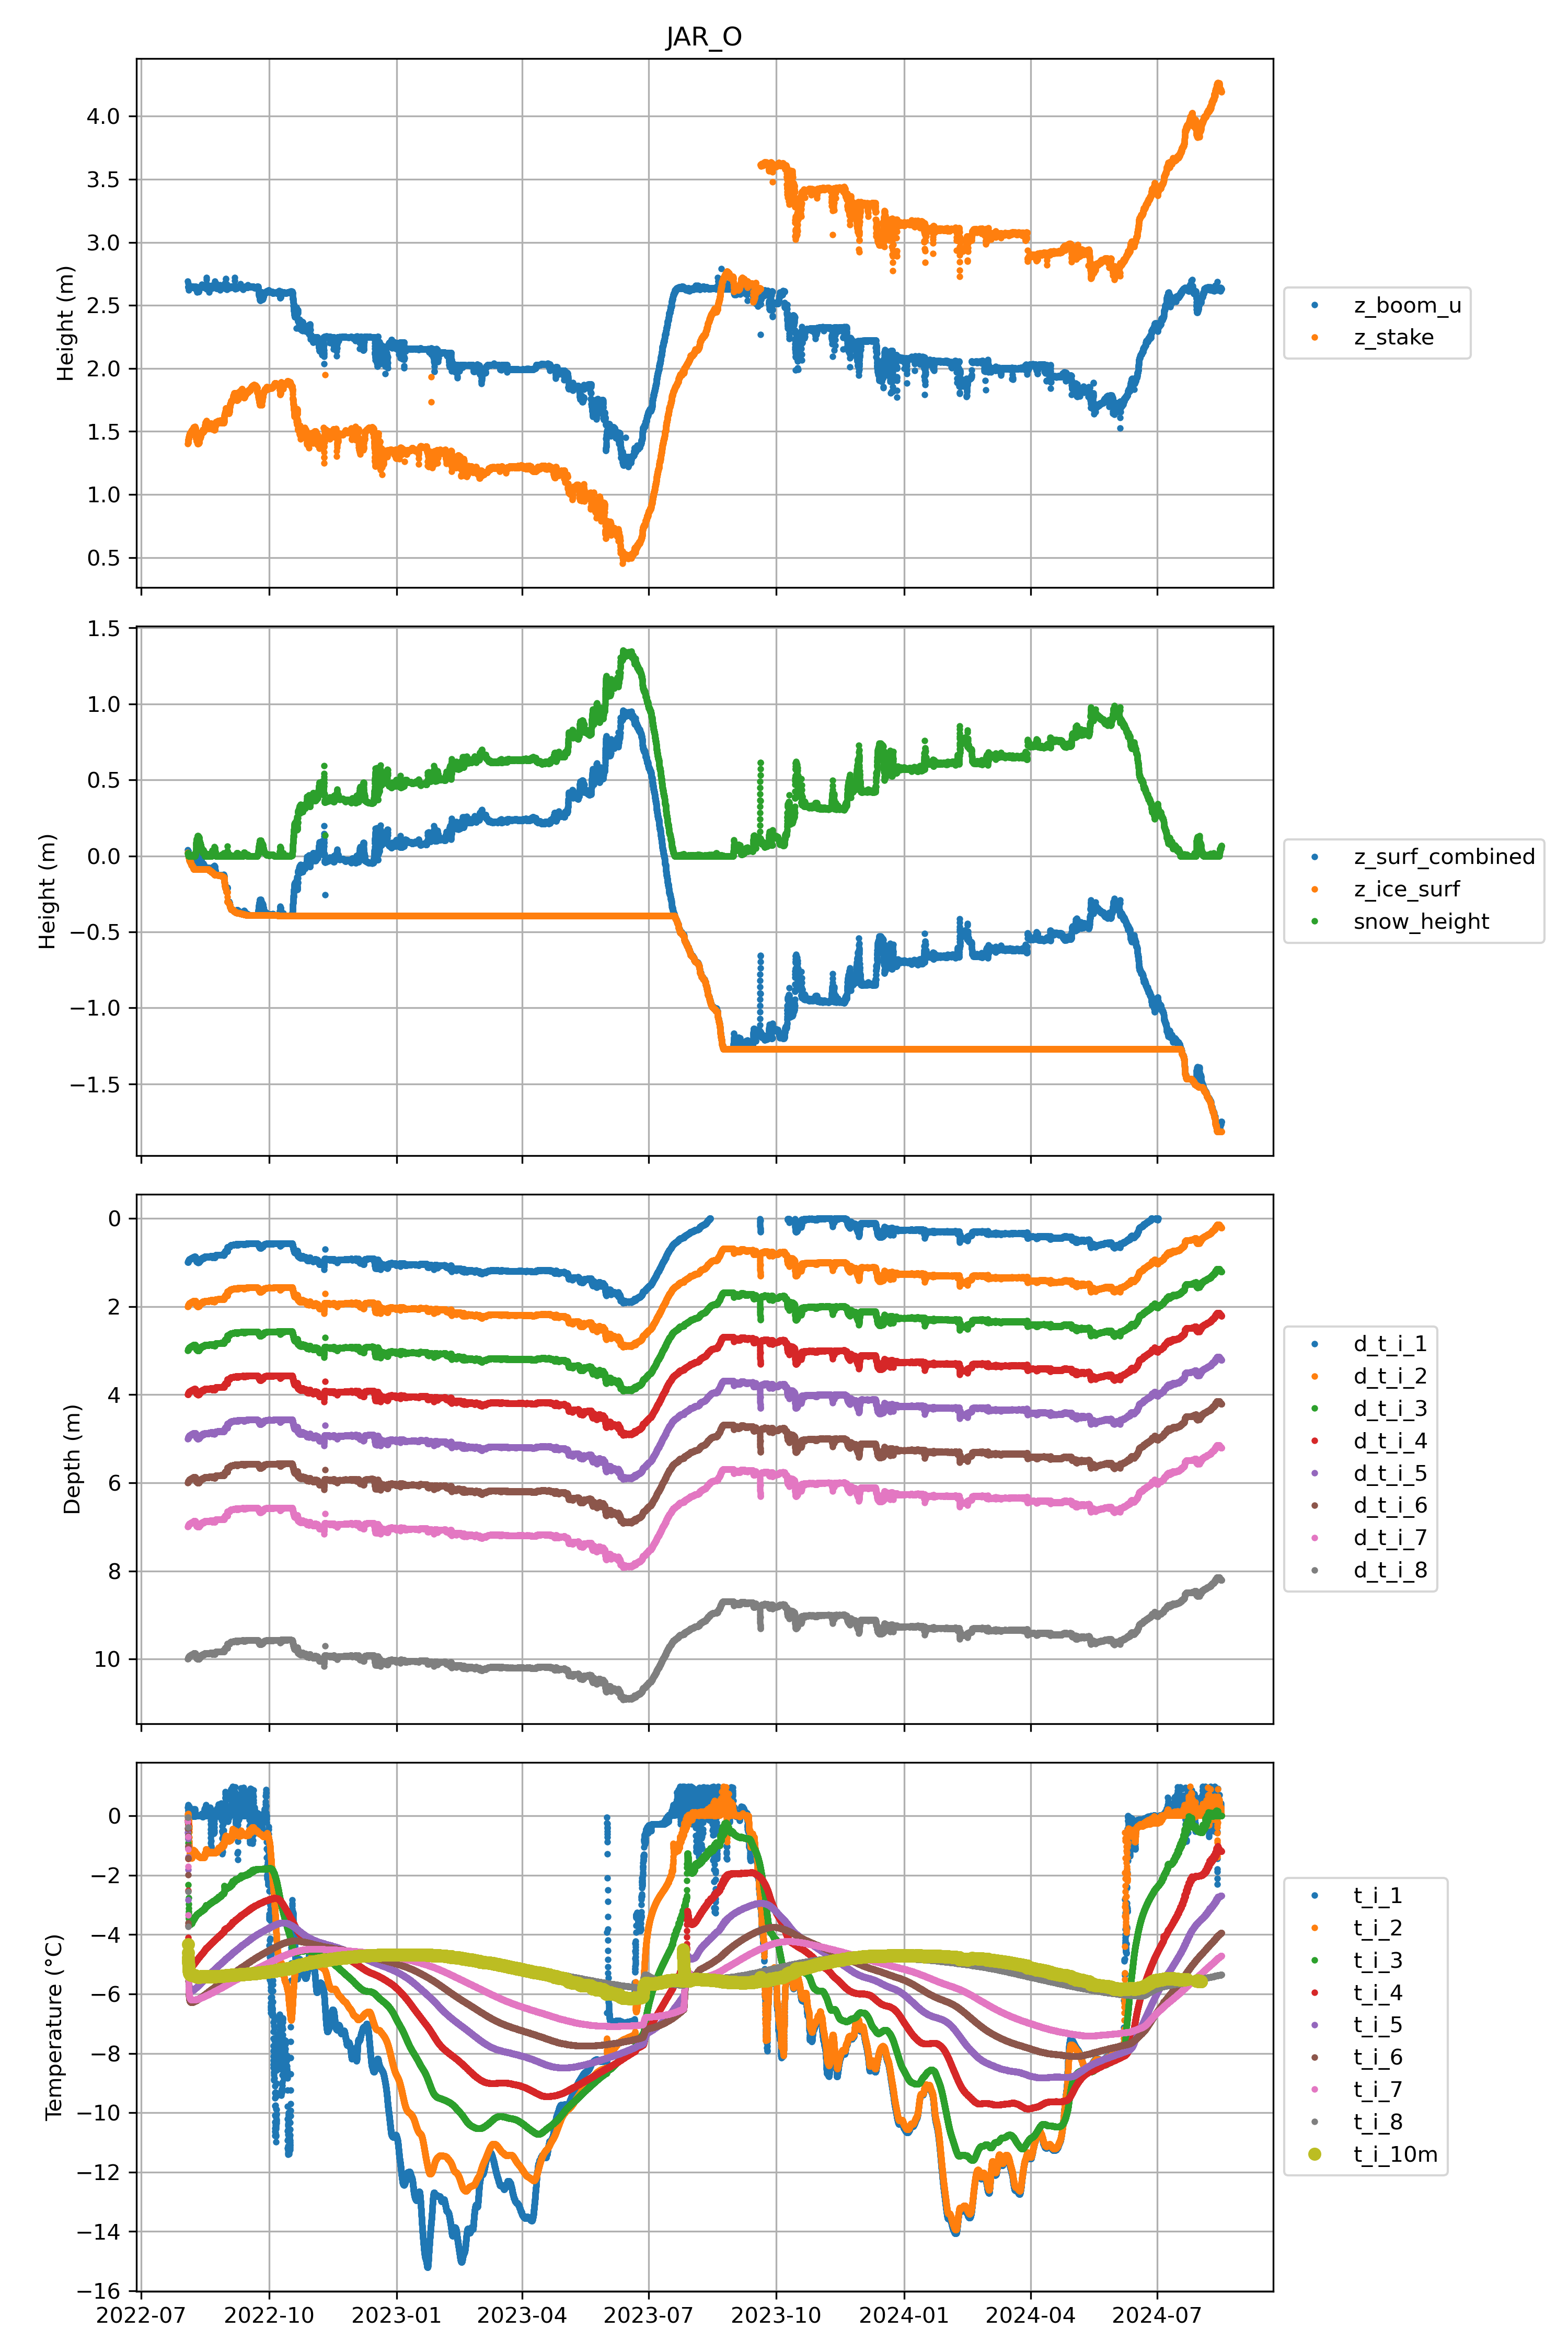 JAR_O
4.0
3.5
3.0
2.5
2.0
1.5
1.0
0.5
Height (m)
z_boom_u
z_stake
1.5
1.0
0.5
0.0
−0.5
−1.0
−1.5
Height (m)
z_surf_combined
z_ice_surf
snow_height
0
2
4
6
8
10
Depth (m)
d_t_i_1
d_t_i_2
d_t_i_3
d_t_i_4
d_t_i_5
d_t_i_6
d_t_i_7
d_t_i_8
0
−2
−4
−6
−8
−10
−12
−14
−16
Temperature (°C)
t_i_1
t_i_2
t_i_3
t_i_4
t_i_5
t_i_6
t_i_7
t_i_8
t_i_10m
2022-07 2022-10 2023-01 2023-04 2023-07 2023-10 2024-01 2024-04 2024-07